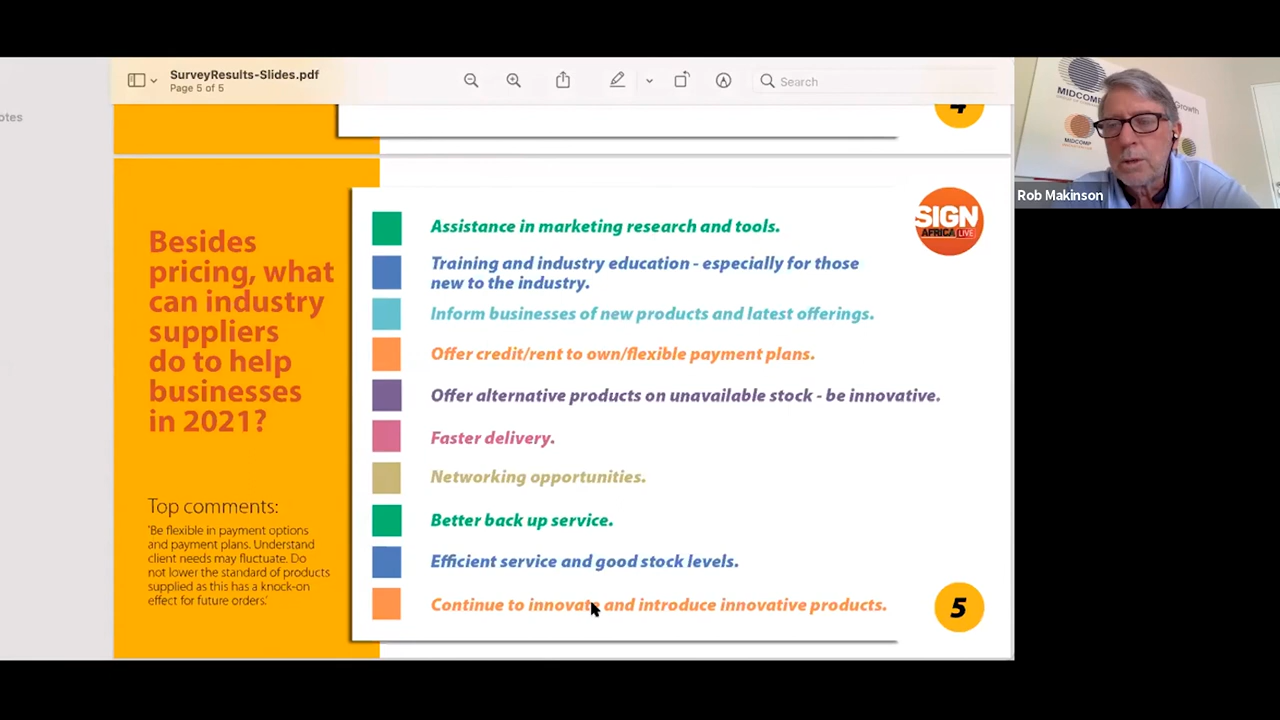 SurveyResults-Slides.pdf
Page 5 of 5
Search
otes
4
MIDCOMP
Growth
MIDCOMP
Rob Makinson
Besides
pricing, what
can industry
suppliers
do to help
businesses
in 2021?
Top comments:
'Be flexible in payment options
and payment plans. Understand
client needs may fluctuate. Do
not lower the standard of products
supplied as this has a knock-on
effect for future orders.'
Assistance in marketing research and tools.
Training and industry education - especially for those
new to the industry.
Inform businesses of new products and latest offerings.
Offer credit/rent to own/flexible payment plans.
Offer alternative products on unavailable stock - be innovative.
Faster delivery.
Networking opportunities.
Better back up service.
Efficient service and good stock levels.
Continue to innovate and introduce innovative products.
SIGN
AFRICA LIVE
5